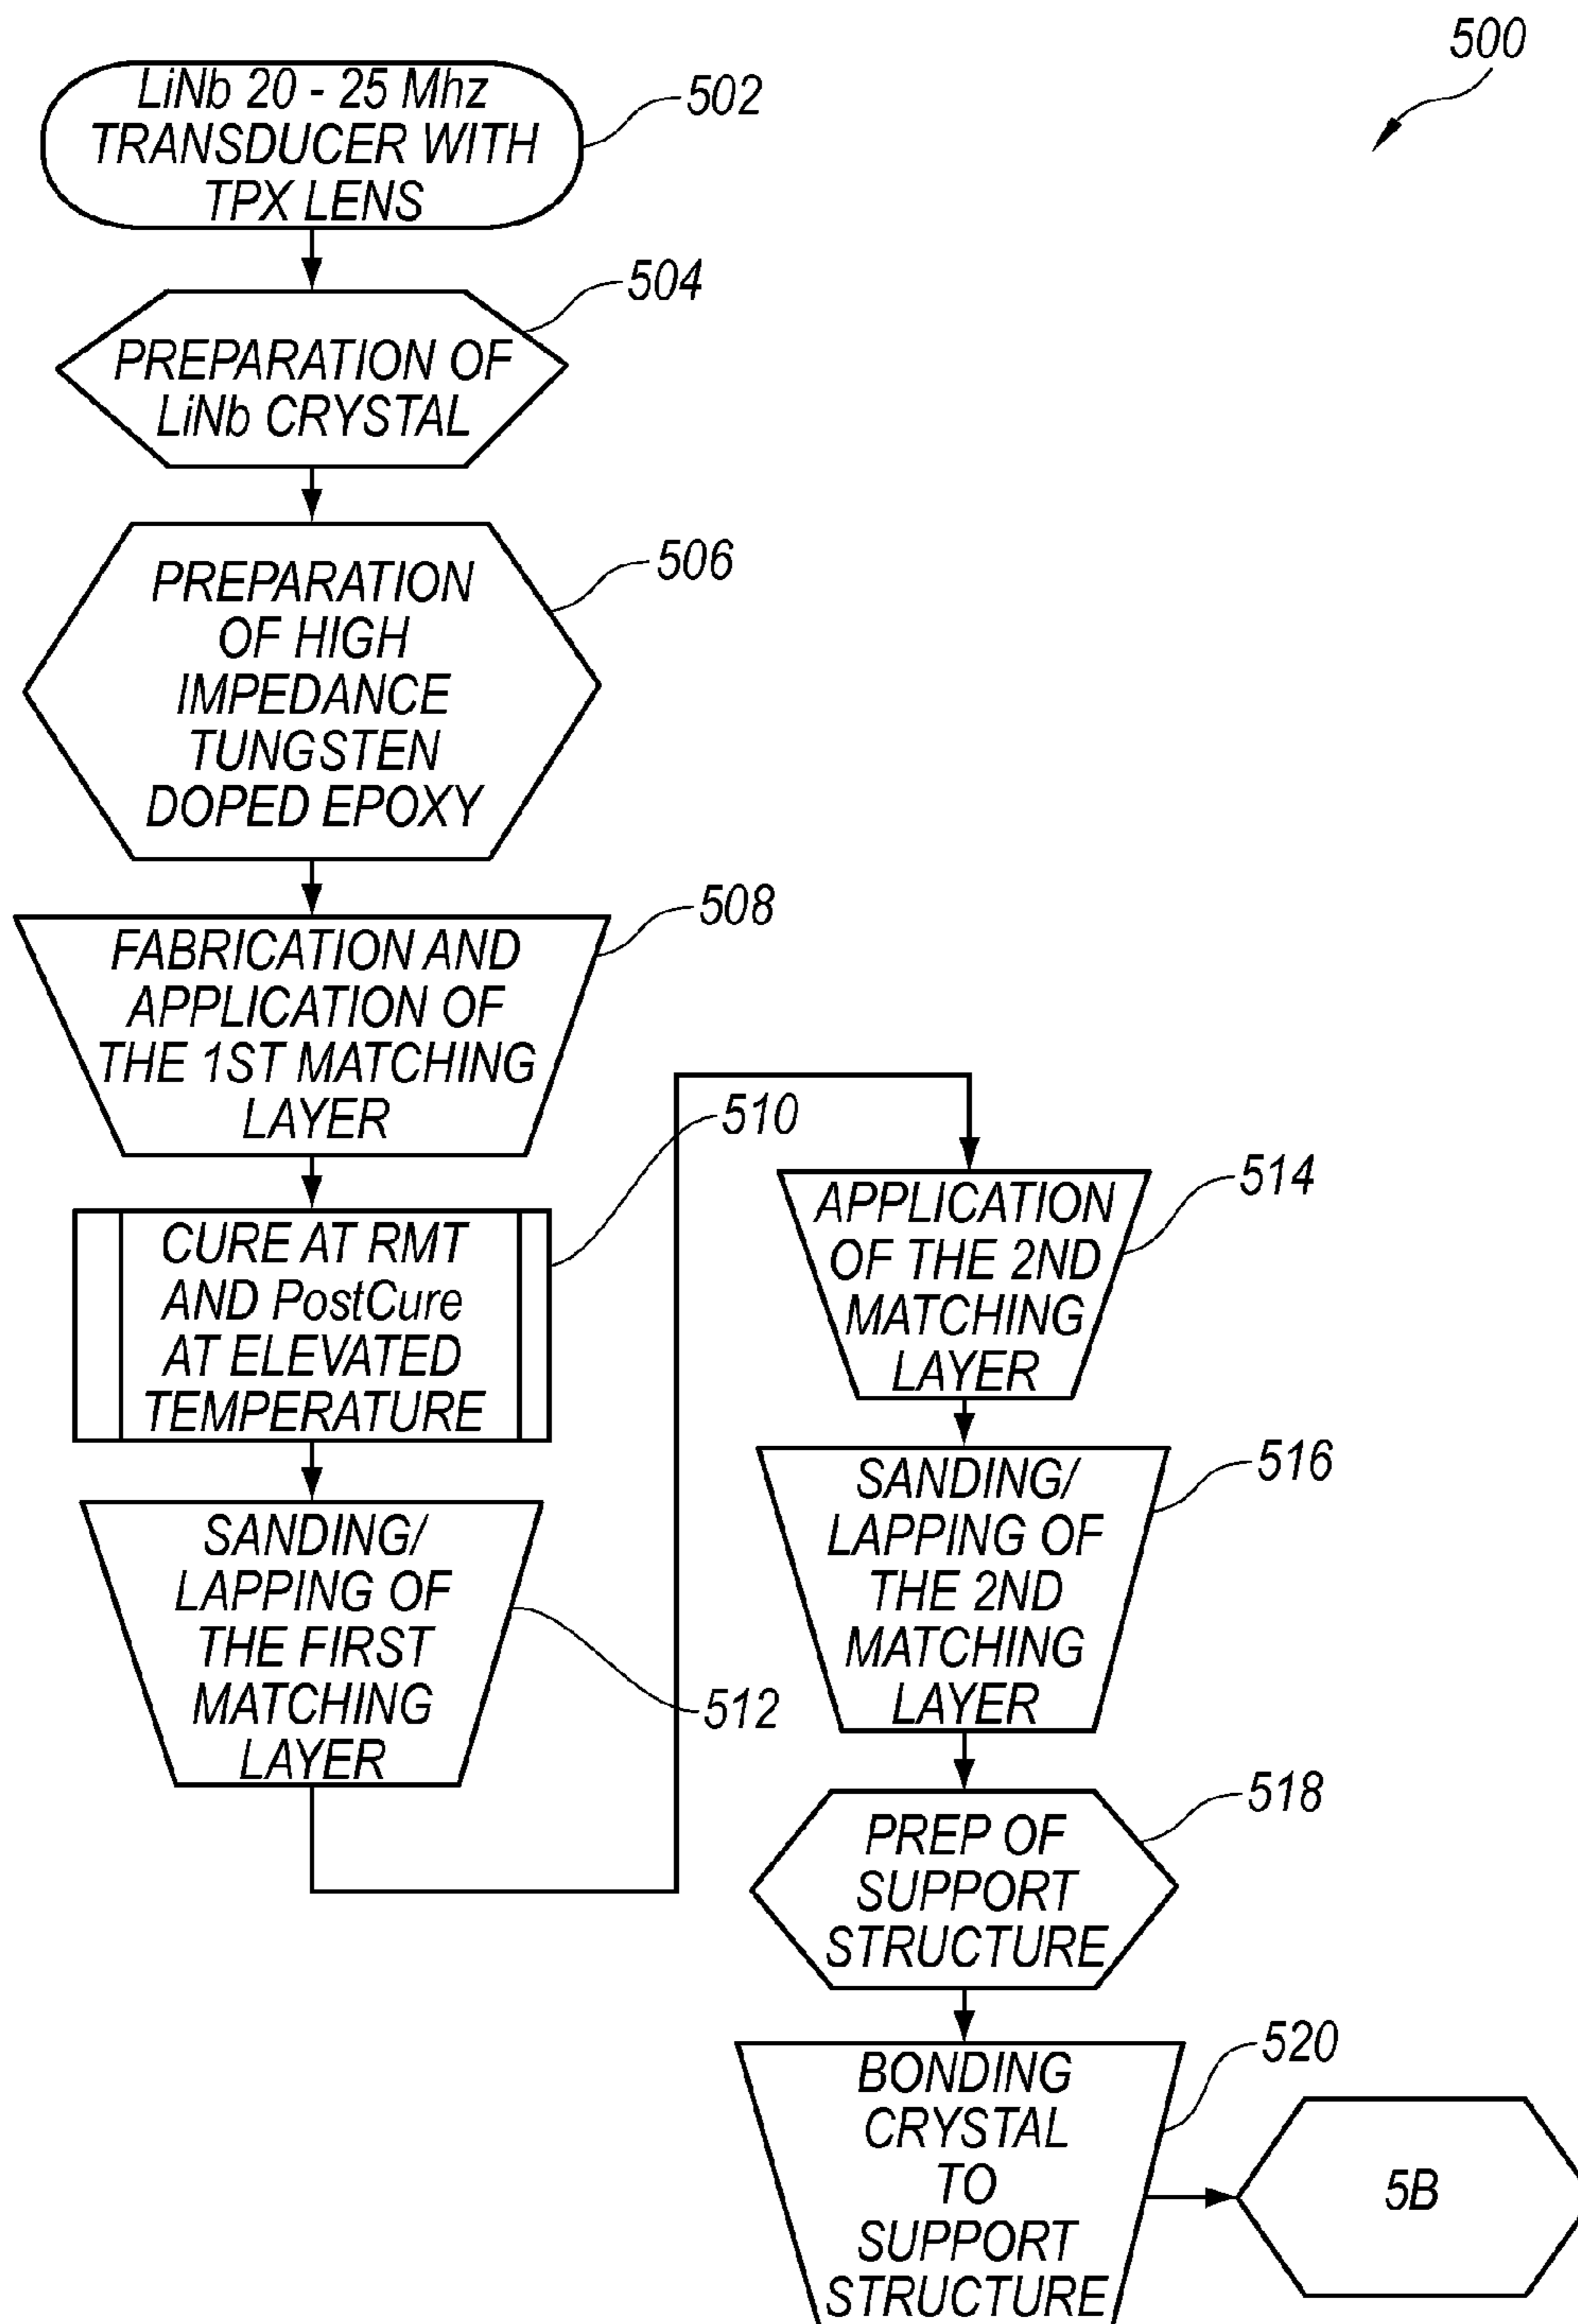 500
LiNb 20 - 25 Mhz
TRANSDUCER WITH
TPX LENS
502
PREPARATION OF
LiNb CRYSTAL
504
PREPARATION
OF HIGH
IMPEDANCE
TUNGSTEN
DOPED EPOXY
506
FABRICATION AND
APPLICATION OF
THE 1ST MATCHING
LAYER
508
CURE AT RMT
AND PostCure
AT ELEVATED
TEMPERATURE
510
SANDING/
LAPPING OF
THE FIRST
MATCHING
LAYER
512
APPLICATION
OF THE 2ND
MATCHING
LAYER
514
SANDING/
LAPPING OF
THE 2ND
MATCHING
LAYER
516
PREP OF
SUPPORT
STRUCTURE
518
BONDING
CRYSTAL
TO
SUPPORT
STRUCTURE
520
5B